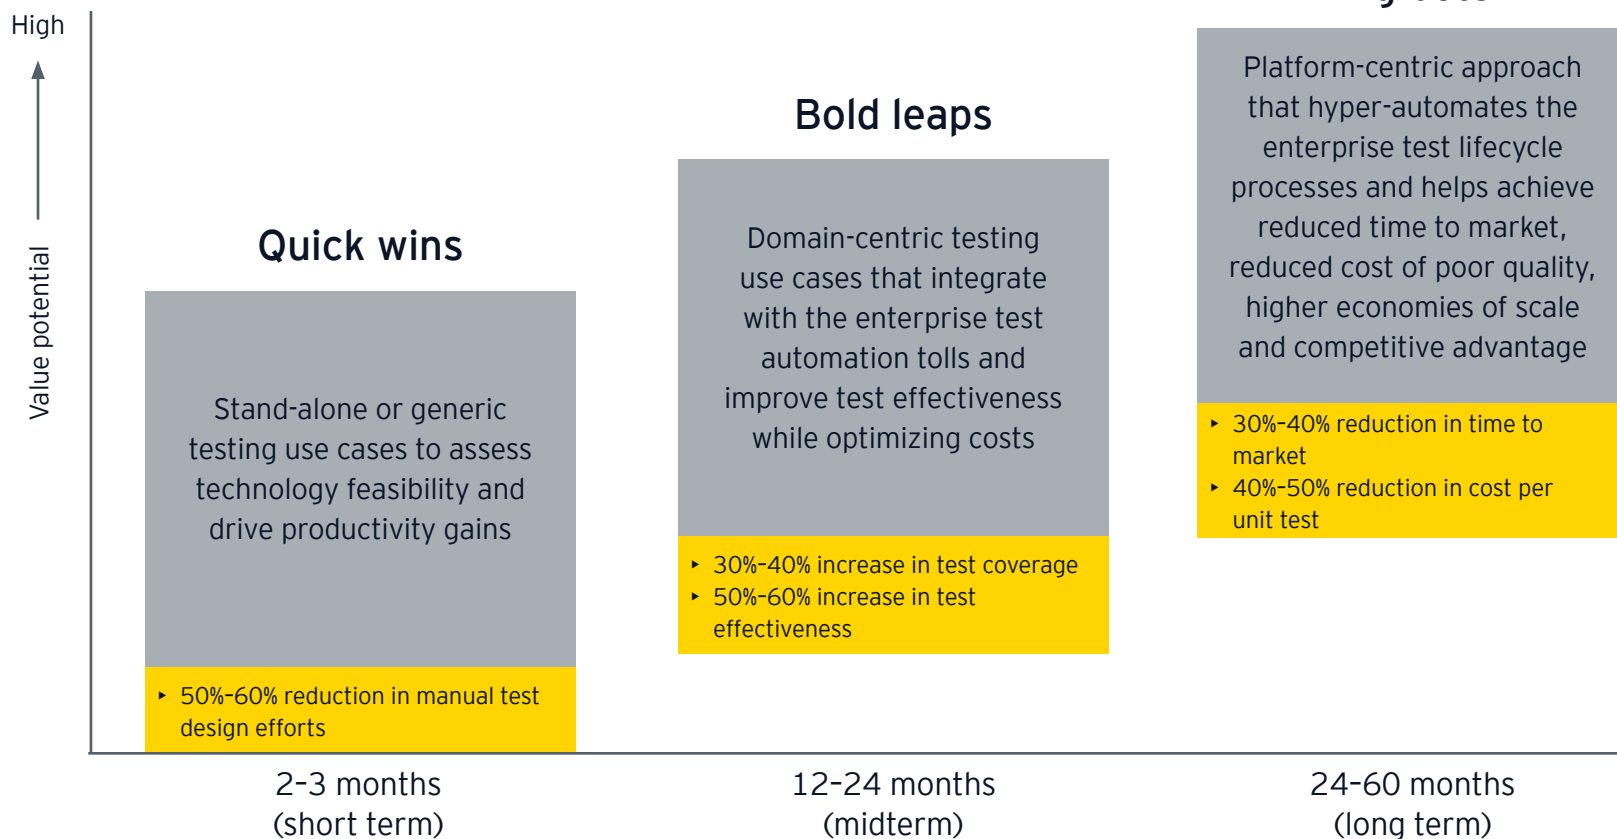 High
Value potential
Quick wins
Stand-alone or generic
testing use cases to assess
technology feasibility and
drive productivity gains
▸ 50%–60% reduction in manual test
design efforts
2–3 months
(short term)
Bold leaps
Domain-centric testing
use cases that integrate
with the enterprise test
automation tolls and
improve test effectiveness
while optimizing costs
▸ 30%–40% increase in test coverage
▸ 50%–60% increase in test
effectiveness
12–24 months
(midterm)
Platform-centric approach
that hyper-automates the
enterprise test lifecycle
processes and helps achieve
reduced time to market,
reduced cost of poor quality,
higher economies of scale
and competitive advantage
▸ 30%–40% reduction in time to
market
▸ 40%–50% reduction in cost per
unit test
24–60 months
(long term)